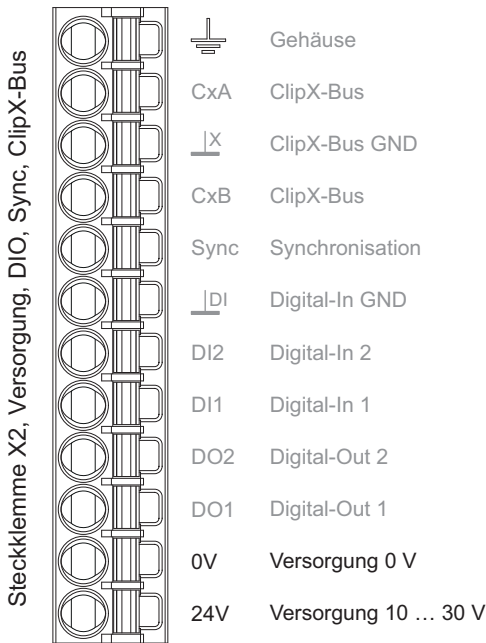 Steckklemme X2, Versorgung, DIO, Sync, ClipX-Bus
Gehäuse
CxA ClipX-Bus
X ClipX-Bus GND
CxB ClipX-Bus
Sync Synchronisation
DI Digital-In GND
DI2 Digital-In 2
DI1 Digital-In 1
DO2 Digital-Out 2
DO1 Digital-Out 1
0V Versorgung 0 V
24V Versorgung 10 … 30 V